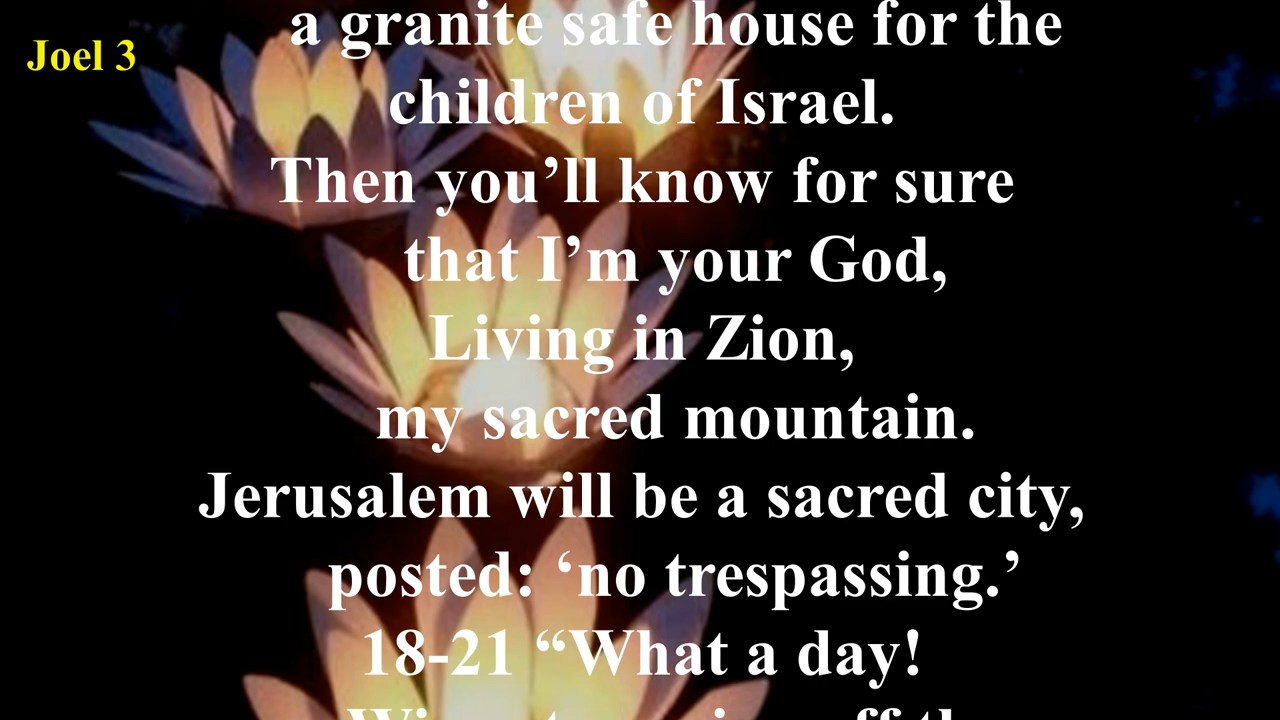 Joel 3
a granite safe house for the
children of Israel.
Then you’ll know for sure
that I’m your God,
Living in Zion,
my sacred mountain.
Jerusalem will be a sacred city,
posted: ‘no trespassing.’
18-21 “What a day!